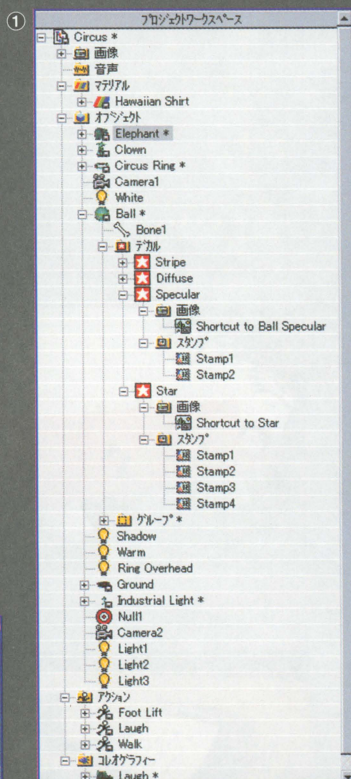 ①
プロジェクトワークスペース
Circus *
画像
音声
マテリアル
Hawaiian Shirt
オブジェクト
Elephant *
Clown
Circus Ring *
Camera1
White
Ball *
Bone1
デカル
Stripe
Diffuse
Specular
画像
Shortcut to Ball Specular
スタンプ
Stamp1
Stamp2
Star
画像
Shortcut to Star
スタンプ
Stamp1
Stamp2
Stamp3
Stamp4
グループ *
Shadow
Warm
Ring Overhead
Ground
Industrial Light *
Null1
Camera2
Light1
Light2
Light3
アクション
Foot Lift
Laugh
Walk
コレオグラフィー
Laugh *